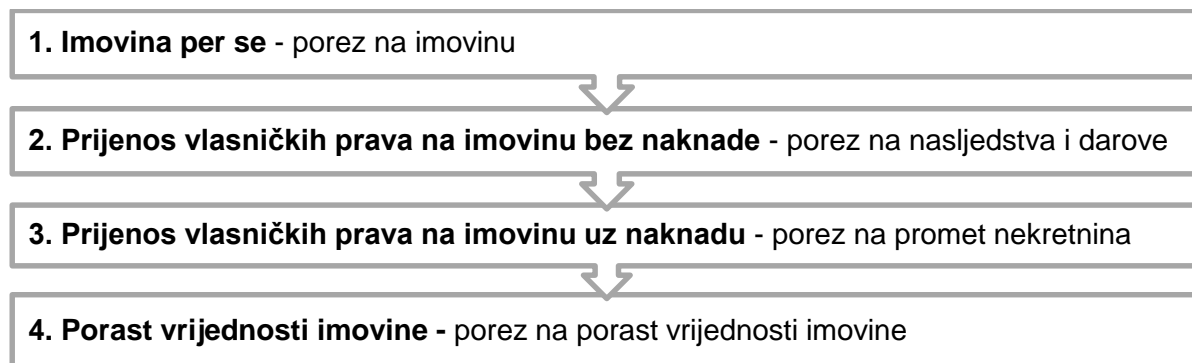 1. Imovina per se - porez na imovinu
2. Prijenos vlasničkih prava na imovinu bez naknade - porez na nasljedstva i darove
3. Prijenos vlasničkih prava na imovinu uz naknadu - porez na promet nekretnina
4. Porast vrijednosti imovine - porez na porast vrijednosti imovine